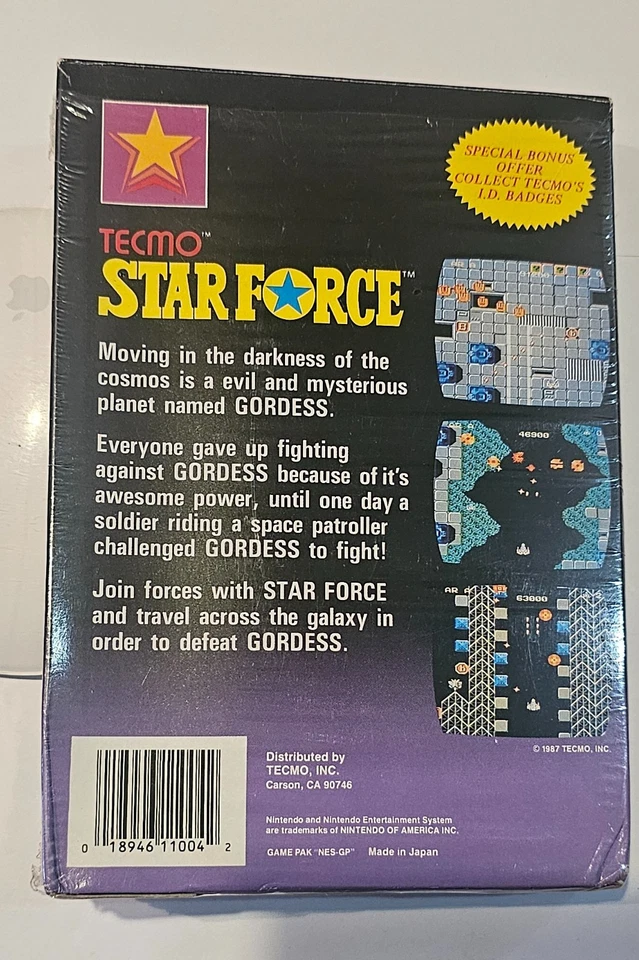 SPECIAL BONUS
OFFER
COLLECT TECMO'S
I.D. BADGES
TECMO™
STAR FORCE™
Moving in the darkness of the
cosmos is a evil and mysterious
planet named GORDESS.
Everyone gave up fighting
against GORDESS because of it's
awesome power, until one day a
soldier riding a space patroller
challenged GORDESS to fight!
Join forces with STAR FORCE
and travel across the galaxy in
order to defeat GORDESS.
46900
63000
© 1987 TECMO, INC.
Distributed by
TECMO, INC.
Carson, CA 90746
Nintendo and Nintendo Entertainment System
are trademarks of NINTENDO OF AMERICA INC.
GAME PAK "NES-GP" Made in Japan
0 18946 11004 2